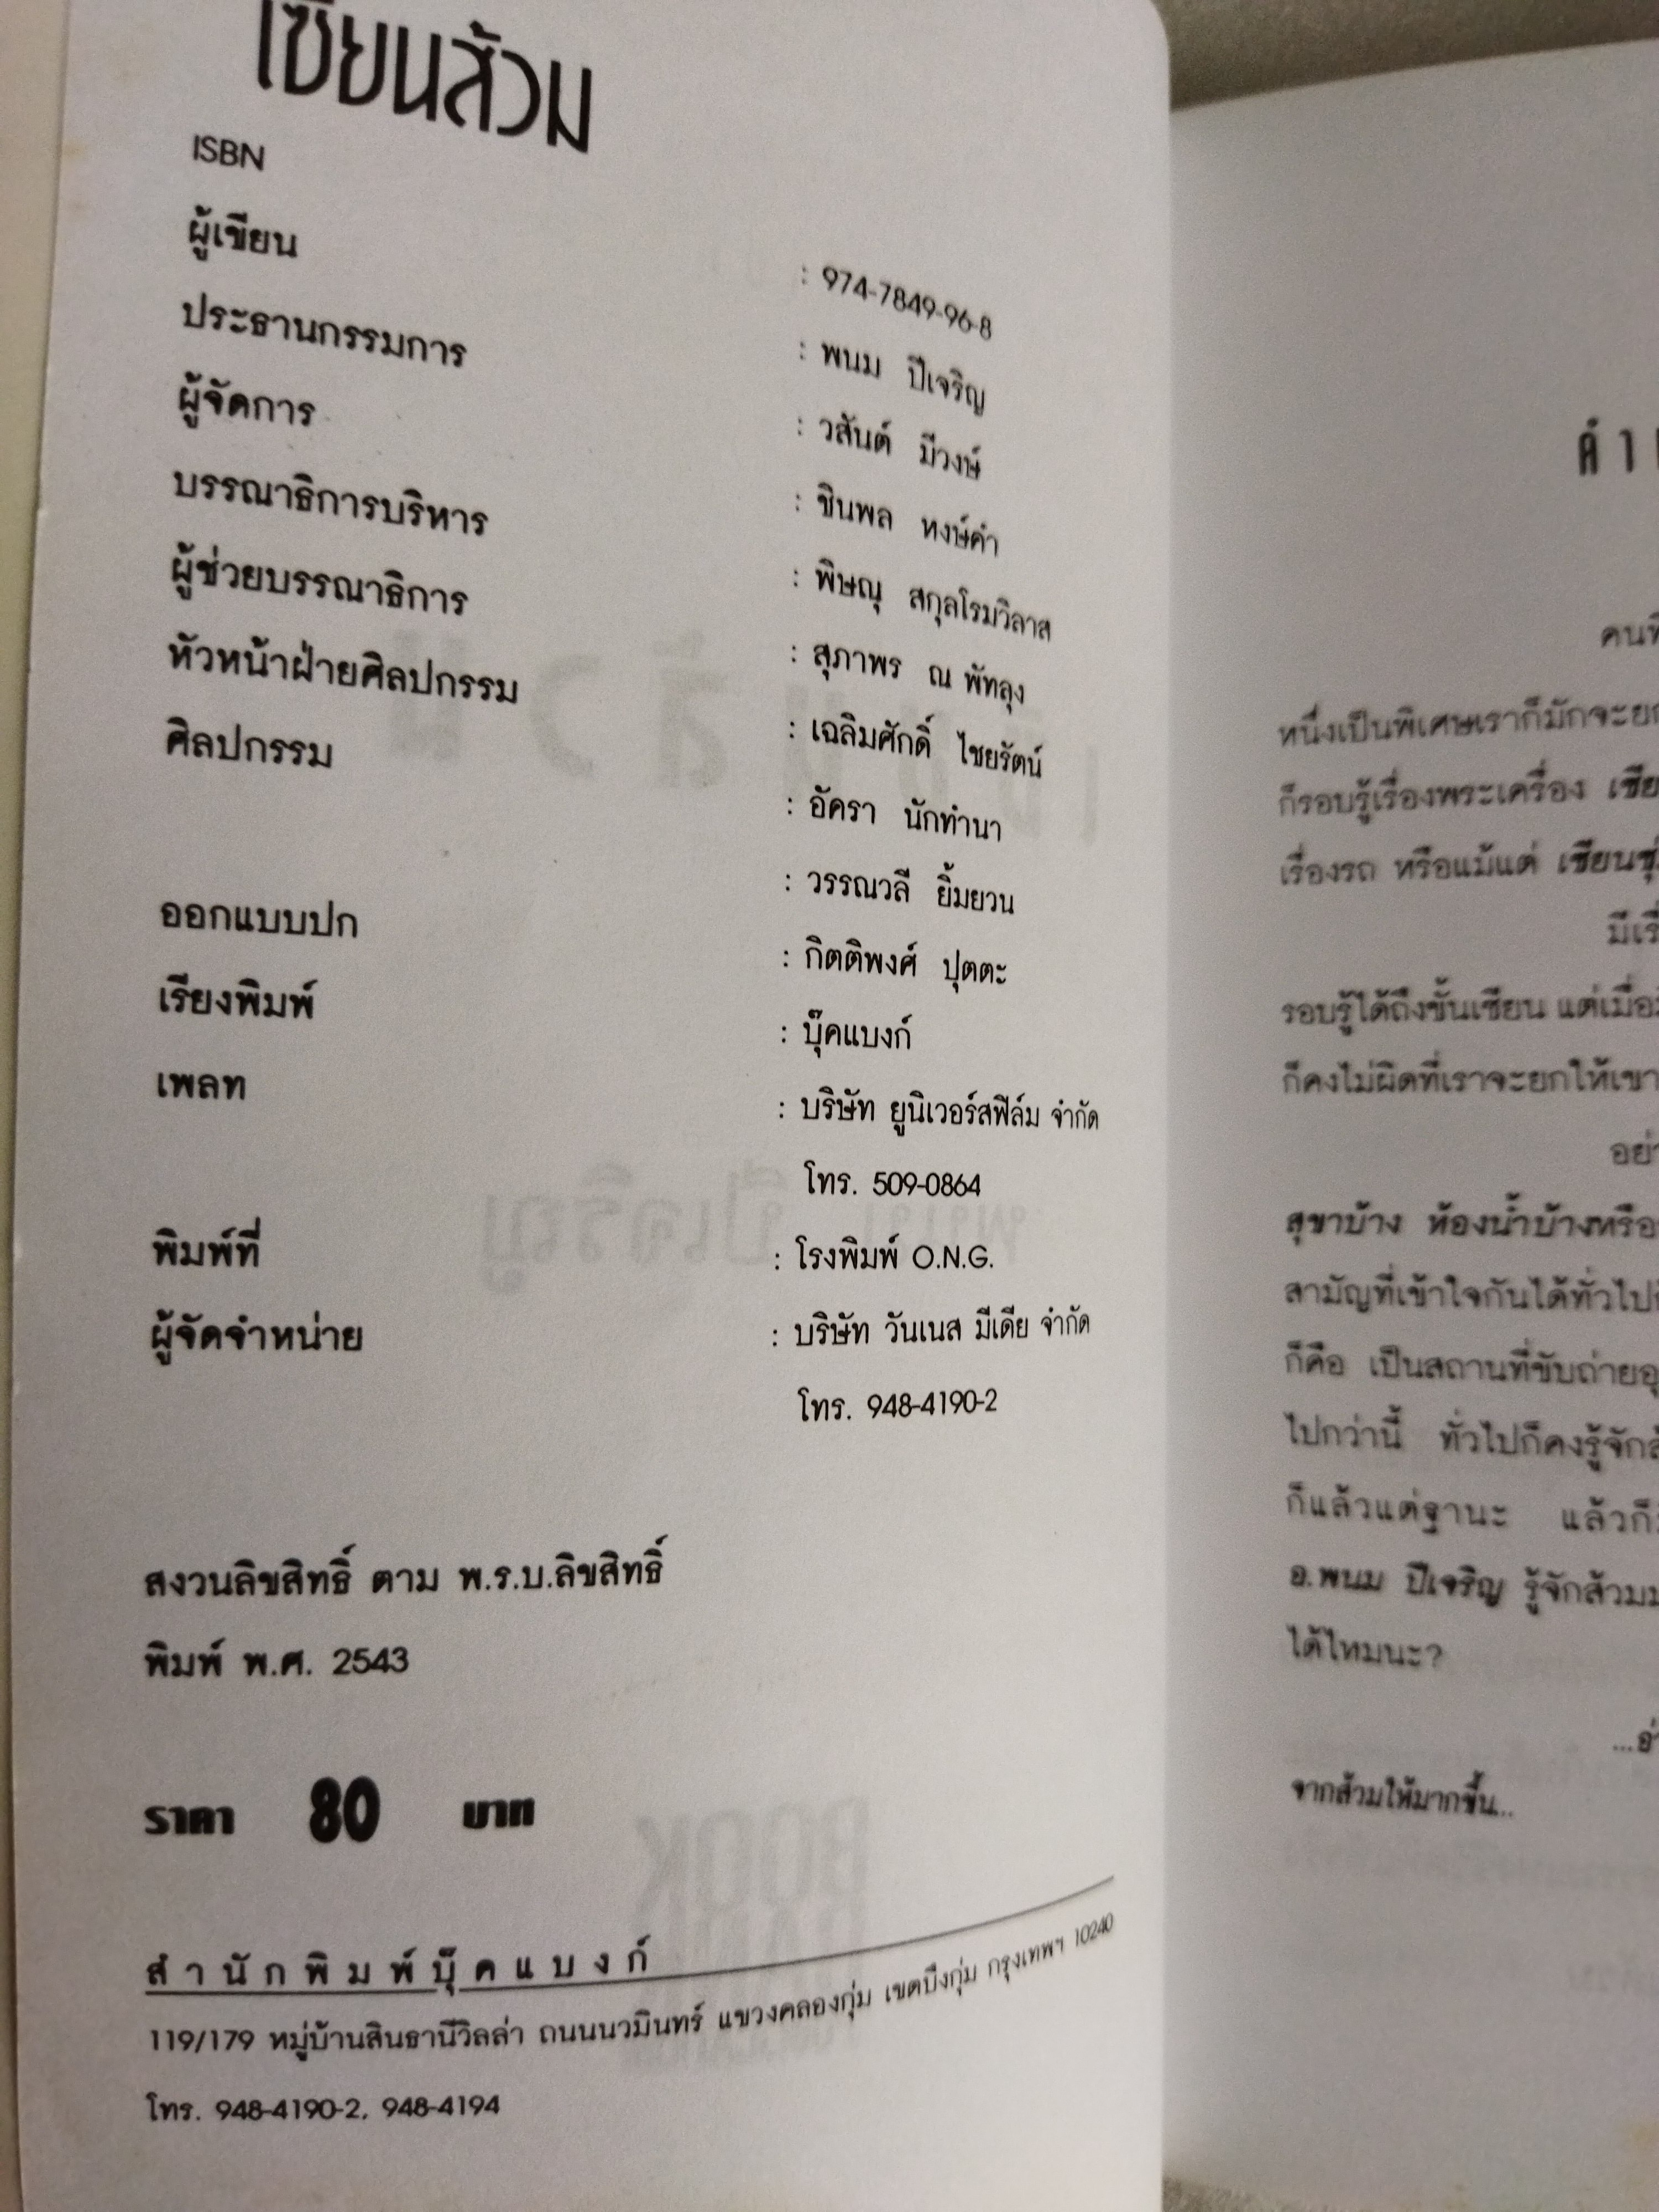 เซียนส้วม
ISBN : 974-7849-96-8
ผู้เขียน : พนม ปีเจริญ
ประธานกรรมการ : วสันต์ มีวงษ์
ผู้จัดการ : ชินพล หงษ์คำ
บรรณาธิการบริหาร : พิษณุ สกุลโรมวิลาส
ผู้ช่วยบรรณาธิการ : สุภาพร ณ พัทลุง
หัวหน้าฝ่ายศิลปกรรม : เฉลิมศักดิ์ ไชยรัตน์
ศิลปกรรม : อัครา นักทำนา
: วรรณวลี ยิ้มยวน
ออกแบบปก : กิตติพงศ์ ปุตตะ
เรียงพิมพ์ : บุ๊คแบงก์
เพลท : บริษัท ยูนิเวอร์สฟิล์ม จำกัด
โทร. 509-0864
พิมพ์ที่ : โรงพิมพ์ O.N.G.
ผู้จัดจำหน่าย : บริษัท วันเนส มีเดีย จำกัด
โทร. 948-4190-2
สงวนลิขสิทธิ์ ตาม พ.ร.บ.ลิขสิทธิ์
พิมพ์ พ.ศ. 2543
ราคา 80 บาท
สำนักพิมพ์บุ๊คแบงก์
119/179 หมู่บ้านสินธานีวิลล่า ถนนนวมินทร์ แขวงคลองกุ่ม เขตบึงกุ่ม กรุงเทพฯ 10240
โทร. 948-4190-2, 948-4194
คำ
หนึ่งเป็นพิเศษเราก็มักจะ
ก็รอบรู้เรื่องพระเครื่อง
เรื่องรถ หรือแม้แต่
รอบรู้ได้ถึงขั้นเซียน
ก็คงไม่ผิดที่เราจะยกให้เขา
สุขาบ้าง ห้องน้ำบ้างหรือ
สามัญที่เข้าใจกันได้ทั่วไป
ก็คือ เป็นสถานที่ขับถ่าย
ไปกว่านี้ ทั่วไปก็คงรู้จัก
ก็แล้วแต่ฐานะ แล้วก็
อ.พนม ปีเจริญ รู้จักส้วม
ได้ไหมนะ?
จากส้วมให้มากขึ้น...